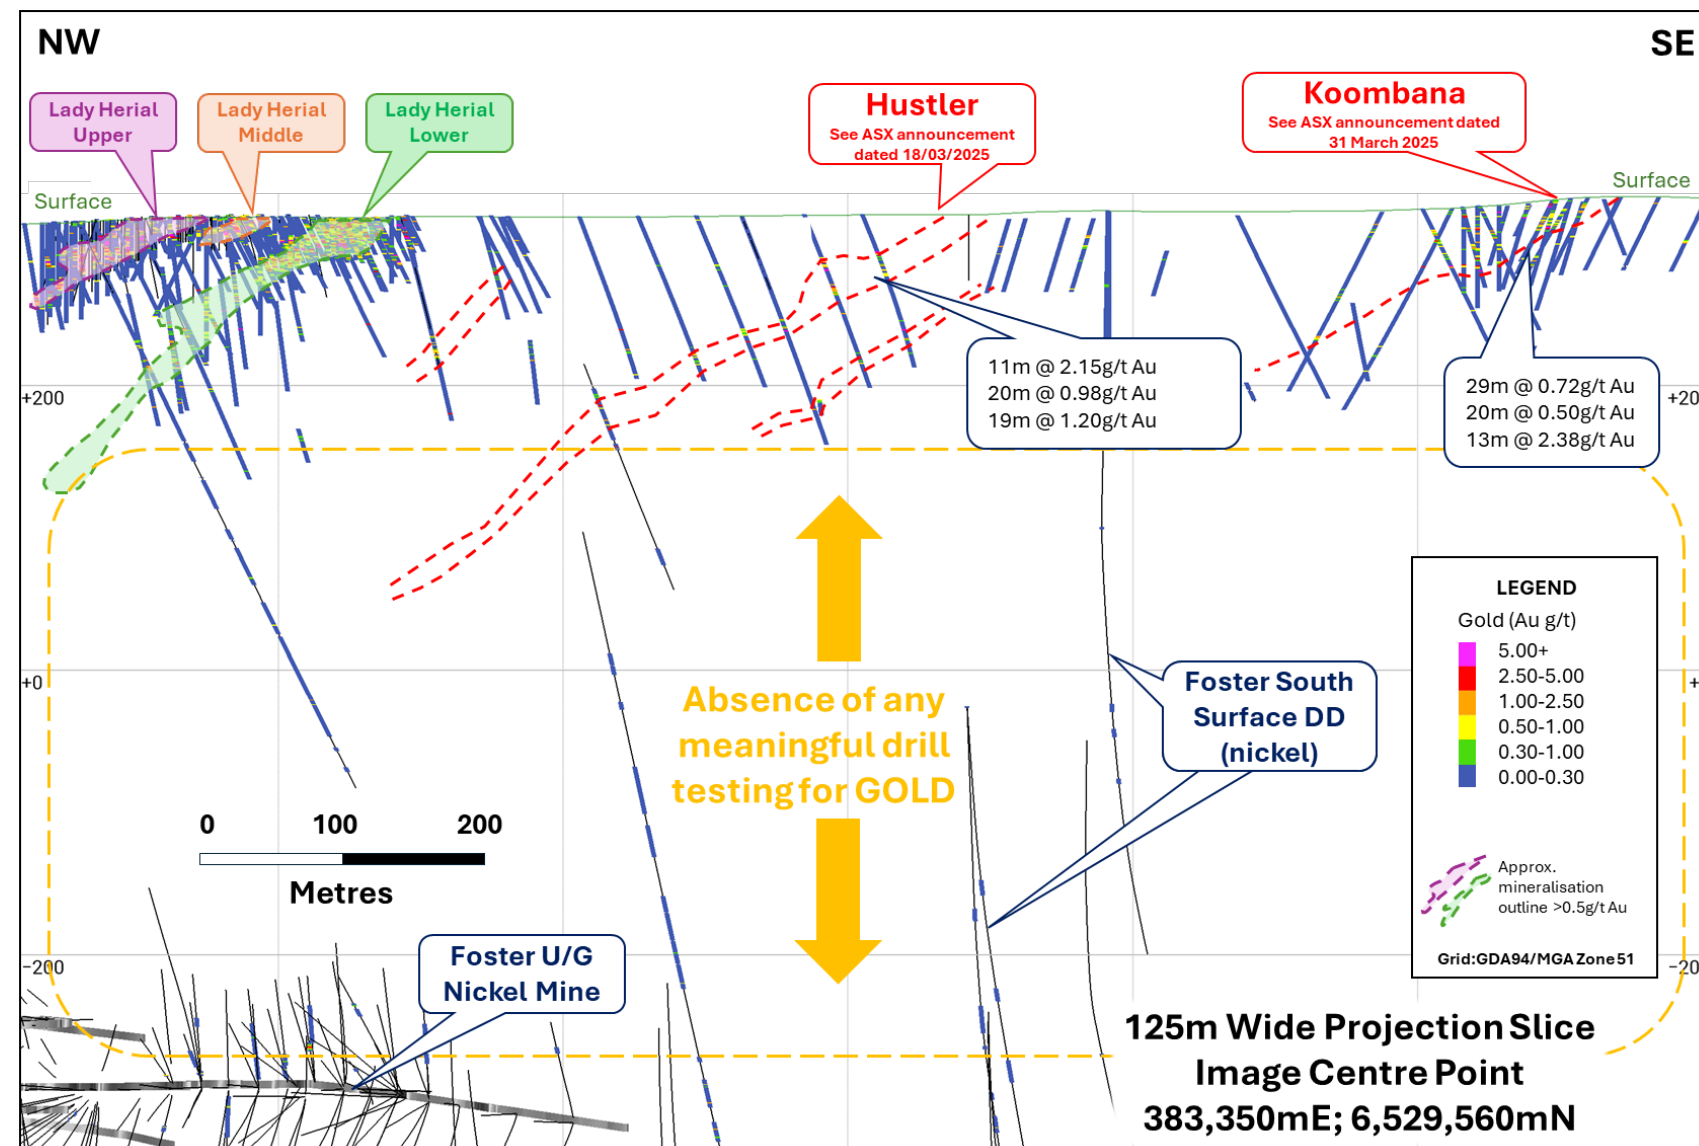 NW
SE
Lady Herial
Upper
Lady Herial
Middle
Lady Herial
Lower
Hustler
See ASX announcement
dated 18/03/2025
Koombana
See ASX announcement dated
31 March 2025
Surface
Surface
11m @ 2.15g/t Au
20m @ 0.98g/t Au
19m @ 1.20g/t Au
29m @ 0.72g/t Au
20m @ 0.50g/t Au
13m @ 2.38g/t Au
+200
+20
LEGEND
Gold (Au g/t)
5.00+
2.50-5.00
1.00-2.50
0.50-1.00
0.30-1.00
0.00-0.30
Approx.
mineralisation
outline >0.5g/t Au
Grid:GDA94/MGA Zone 51
+0
+
Absence of any
meaningful drill
testing for GOLD
Foster South
Surface DD
(nickel)
0 100 200
Metres
Foster U/G
Nickel Mine
-200
-20
125m Wide Projection Slice
Image Centre Point
383,350mE; 6,529,560mN